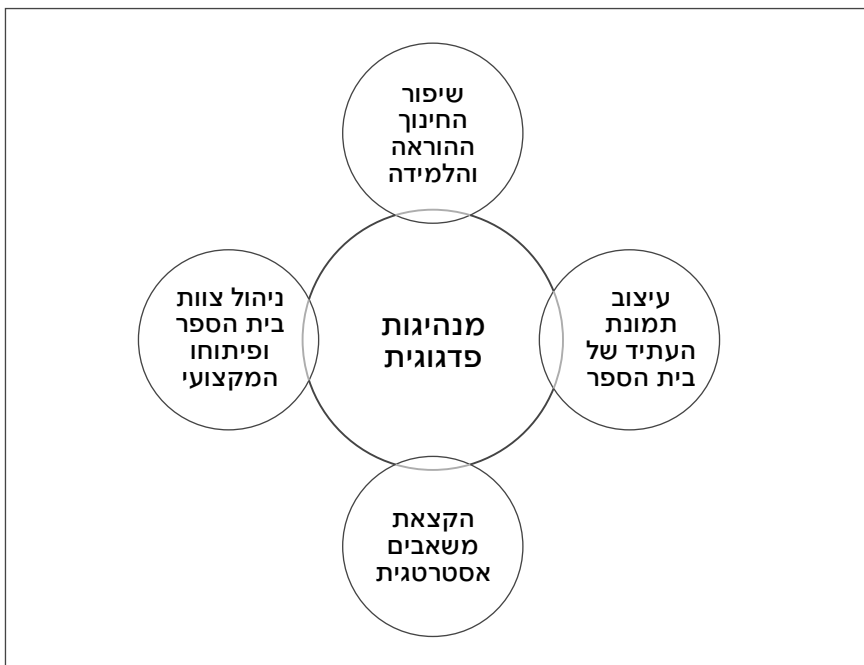 שיפור
החינוך
ההוראה
והלמידה
עיצוב
תמונת
העתיד של
בית הספר
מנהיגות
פדגוגית
ניהול צוות
בית הספר
ופיתוחו
המקצועי
הקצאת
משאבים
אסטרטגית